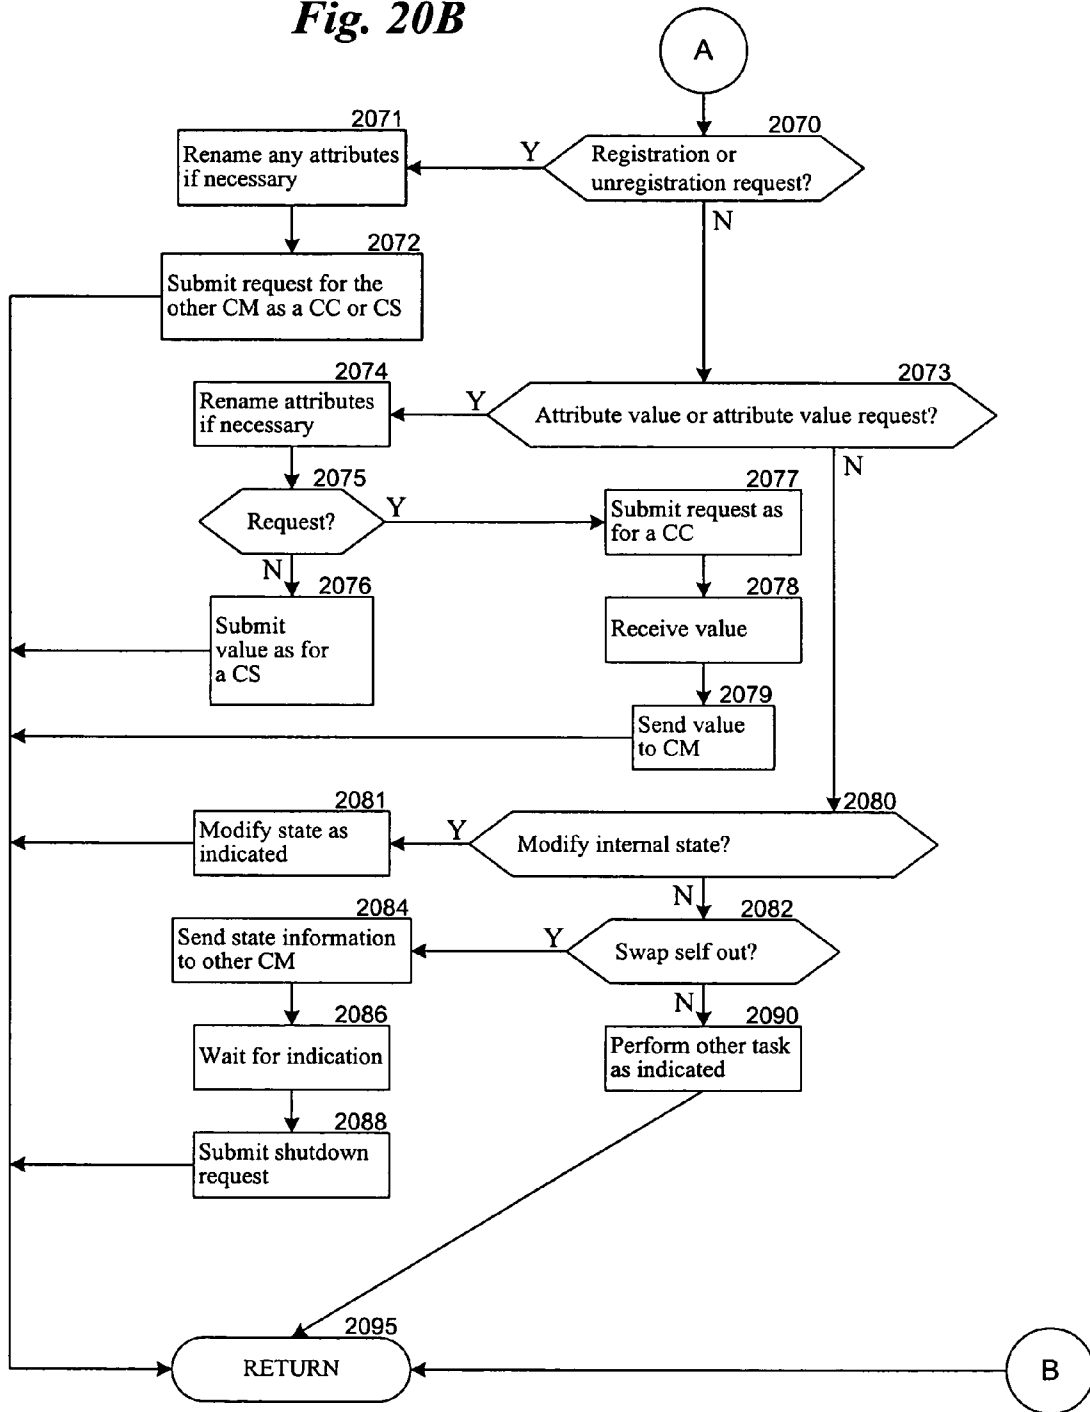 Fig. 20B
A
2070
Registration or
unregistration request?
Y
N
2071
Rename any attributes
if necessary
2072
Submit request for the
other CM as a CC or CS
2073
Attribute value or attribute value request?
Y
N
2074
Rename attributes
if necessary
2075
Request?
Y
N
2076
Submit
value as for
a CS
2077
Submit request as
for a CC
2078
Receive value
2079
Send value
to CM
2080
Modify internal state?
Y
N
2081
Modify state as
indicated
2082
Swap self out?
Y
N
2084
Send state information
to other CM
2086
Wait for indication
2088
Submit shutdown
request
2090
Perform other task
as indicated
2095
RETURN
B